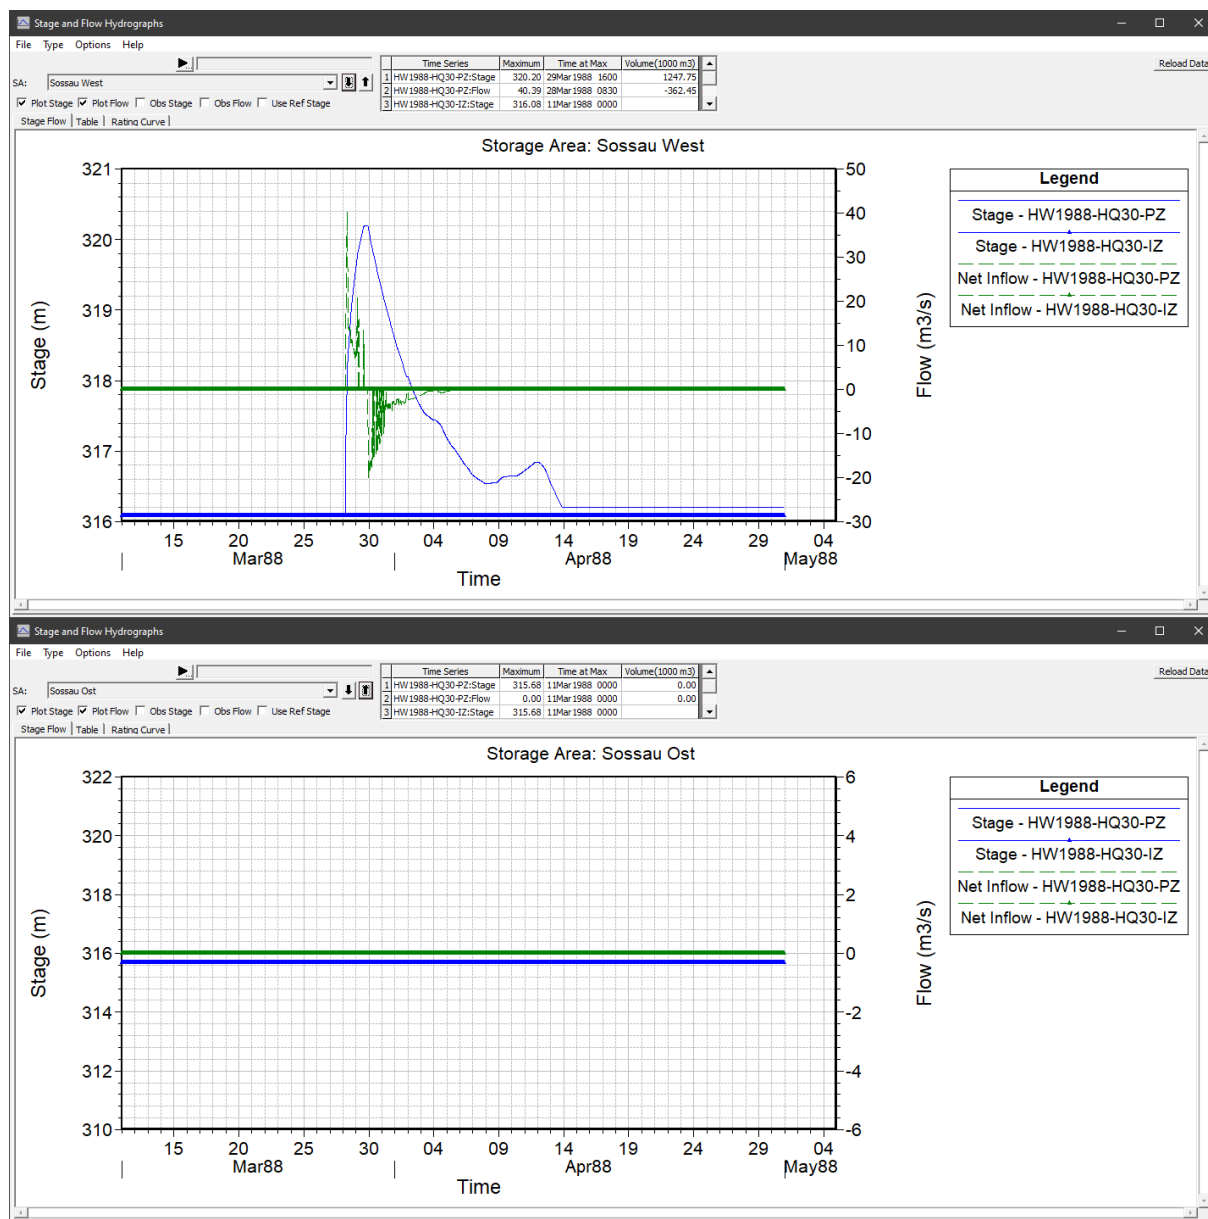 Stage and Flow Hydrographs
File Type Options Help
SA: Sossau West
Plot Stage Plot Flow Obs Stage Obs Flow Use Ref Stage
Time Series Maximum Time at Max Volume(1000 m3)
1 HW1988-HQ30-PZ:Stage 320.20 29Mar1988 1600 1247.75
2 HW1988-HQ30-PZ:Flow 40.39 28Mar1988 0830 -362.45
3 HW1988-HQ30-IZ:Stage 316.08 11Mar1988 0000
Reload Data
Stage Flow Table Rating Curve
Storage Area: Sossau West
321
320
319
318
317
316
Stage (m)
50
40
30
20
10
0
-10
-20
-30
Flow (m3/s)
15 20 25 30 04 09 14 19 24 29 04
Mar88 Apr88 May88
Time
Legend
Stage - HW1988-HQ30-PZ
Stage - HW1988-HQ30-IZ
Net Inflow - HW1988-HQ30-PZ
Net Inflow - HW1988-HQ30-IZ
Stage and Flow Hydrographs
File Type Options Help
SA: Sossau Ost
Plot Stage Plot Flow Obs Stage Obs Flow Use Ref Stage
Time Series Maximum Time at Max Volume(1000 m3)
1 HW1988-HQ30-PZ:Stage 315.68 11Mar1988 0000 0.00
2 HW1988-HQ30-PZ:Flow 0.00 11Mar1988 0000 0.00
3 HW1988-HQ30-IZ:Stage 315.68 11Mar1988 0000
Reload Data
Stage Flow Table Rating Curve
Storage Area: Sossau Ost
322
320
318
316
314
312
310
Stage (m)
6
4
2
0
-2
-4
-6
Flow (m3/s)
15 20 25 30 04 09 14 19 24 29 04
Mar88 Apr88 May88
Time
Legend
Stage - HW1988-HQ30-PZ
Stage - HW1988-HQ30-IZ
Net Inflow - HW1988-HQ30-PZ
Net Inflow - HW1988-HQ30-IZ